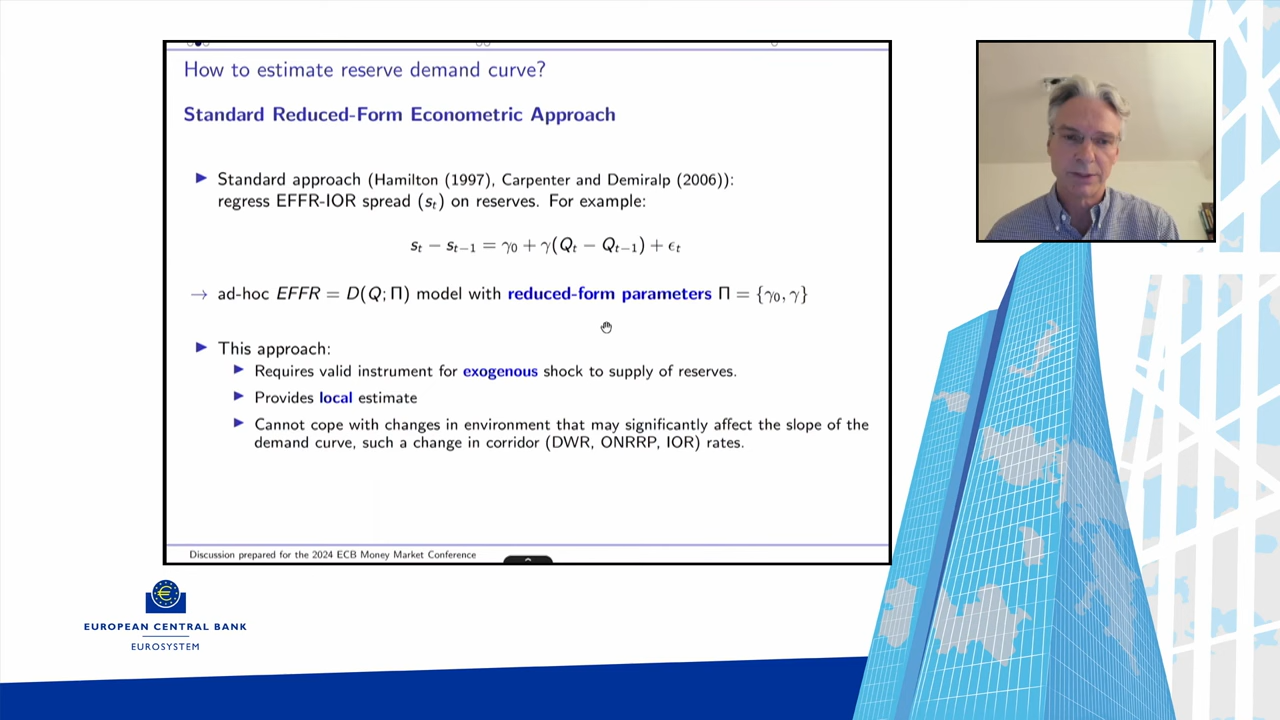 How to estimate reserve demand curve?
Standard Reduced-Form Econometric Approach
► Standard approach (Hamilton (1997), Carpenter and Demiralp (2006)):
regress EFFR-IOR spread (sₜ) on reserves. For example:
sₜ − sₜ₋₁ = γ₀ + γ(Qₜ − Qₜ₋₁) + ϵₜ
→ ad-hoc EFFR = D(Q; Π) model with reduced-form parameters Π = {γ₀, γ}
► This approach:
► Requires valid instrument for exogenous shock to supply of reserves.
► Provides local estimate
► Cannot cope with changes in environment that may significantly affect the slope of the
demand curve, such a change in corridor (DWR, ONRRP, IOR) rates.
Discussion prepared for the 2024 ECB Money Market Conference
€
EUROPEAN CENTRAL BANK
EUROSYSTEM